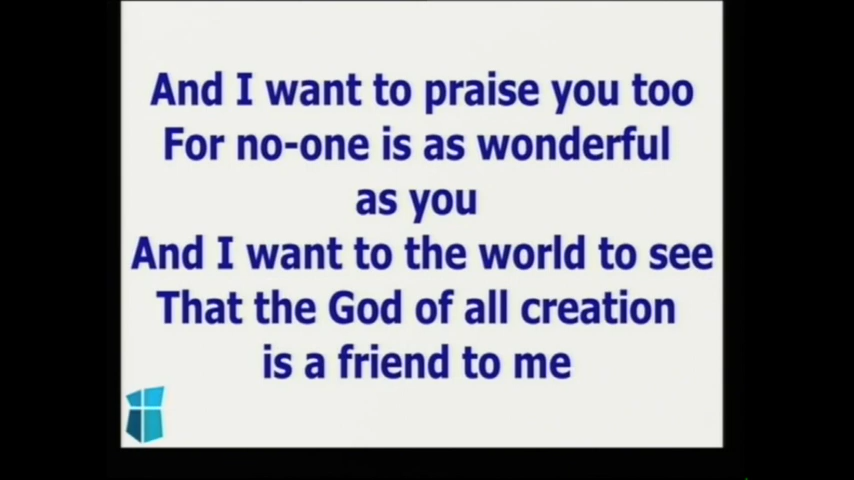 And I want to praise you too
For no-one is as wonderful
as you
And I want to the world to see
That the God of all creation
is a friend to me